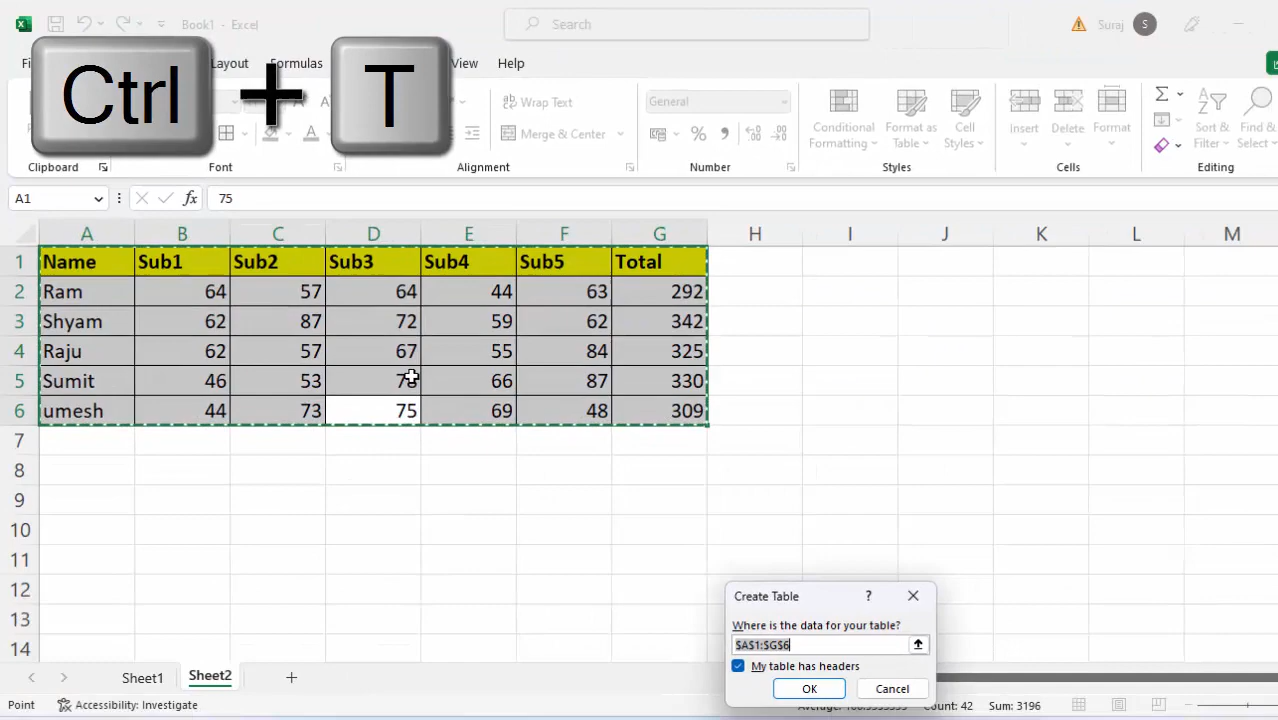 Book1 - Excel
Search
Suraj S
Ctrl + T
Layout Formulas View Help
Wrap Text
General
Merge & Center
% ,
Conditional Formatting
Format as Table
Cell Styles
Insert
Delete
Format
Sort & Filter
Find & Select
Clipboard Font Alignment Number Styles Cells Editing
A1 fx 75
A B C D E F G H I J K L M
1 Name Sub1 Sub2 Sub3 Sub4 Sub5 Total
2 Ram 64 57 64 44 63 292
3 Shyam 62 87 72 59 62 342
4 Raju 62 57 67 55 84 325
5 Sumit 46 53 66 87 330
6 umesh 44 73 75 69 48 309
7
8
9
10
11
12
13
14
Create Table ?
Where is the data for your table?
$A$1:$G$6
My table has headers
OK Cancel
Sheet1 Sheet2
Point Accessibility: Investigate Count: 42 Sum: 3196